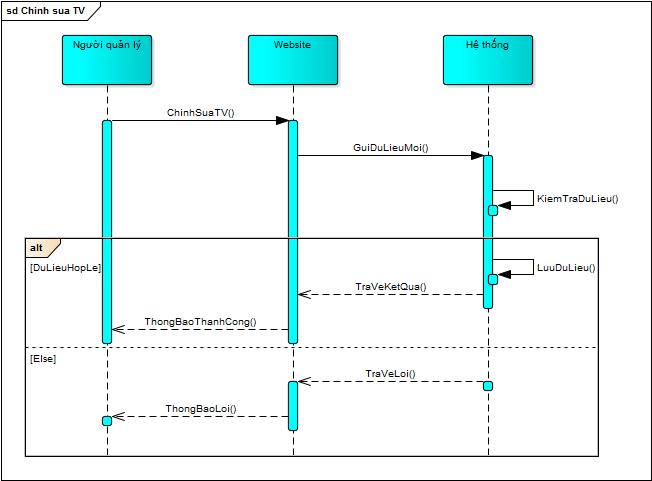 sd Chinh sua TV
Người quản lý
Website
Hệ thống
ChinhSuaTV()
GuiDuLieuMoi()
KiemTraDuLieu()
alt
[DuLieuHopLe]
LuuDuLieu()
TraVeKetQua()
ThongBaoThanhCong()
[Else]
TraVeLoi()
ThongBaoLoi()